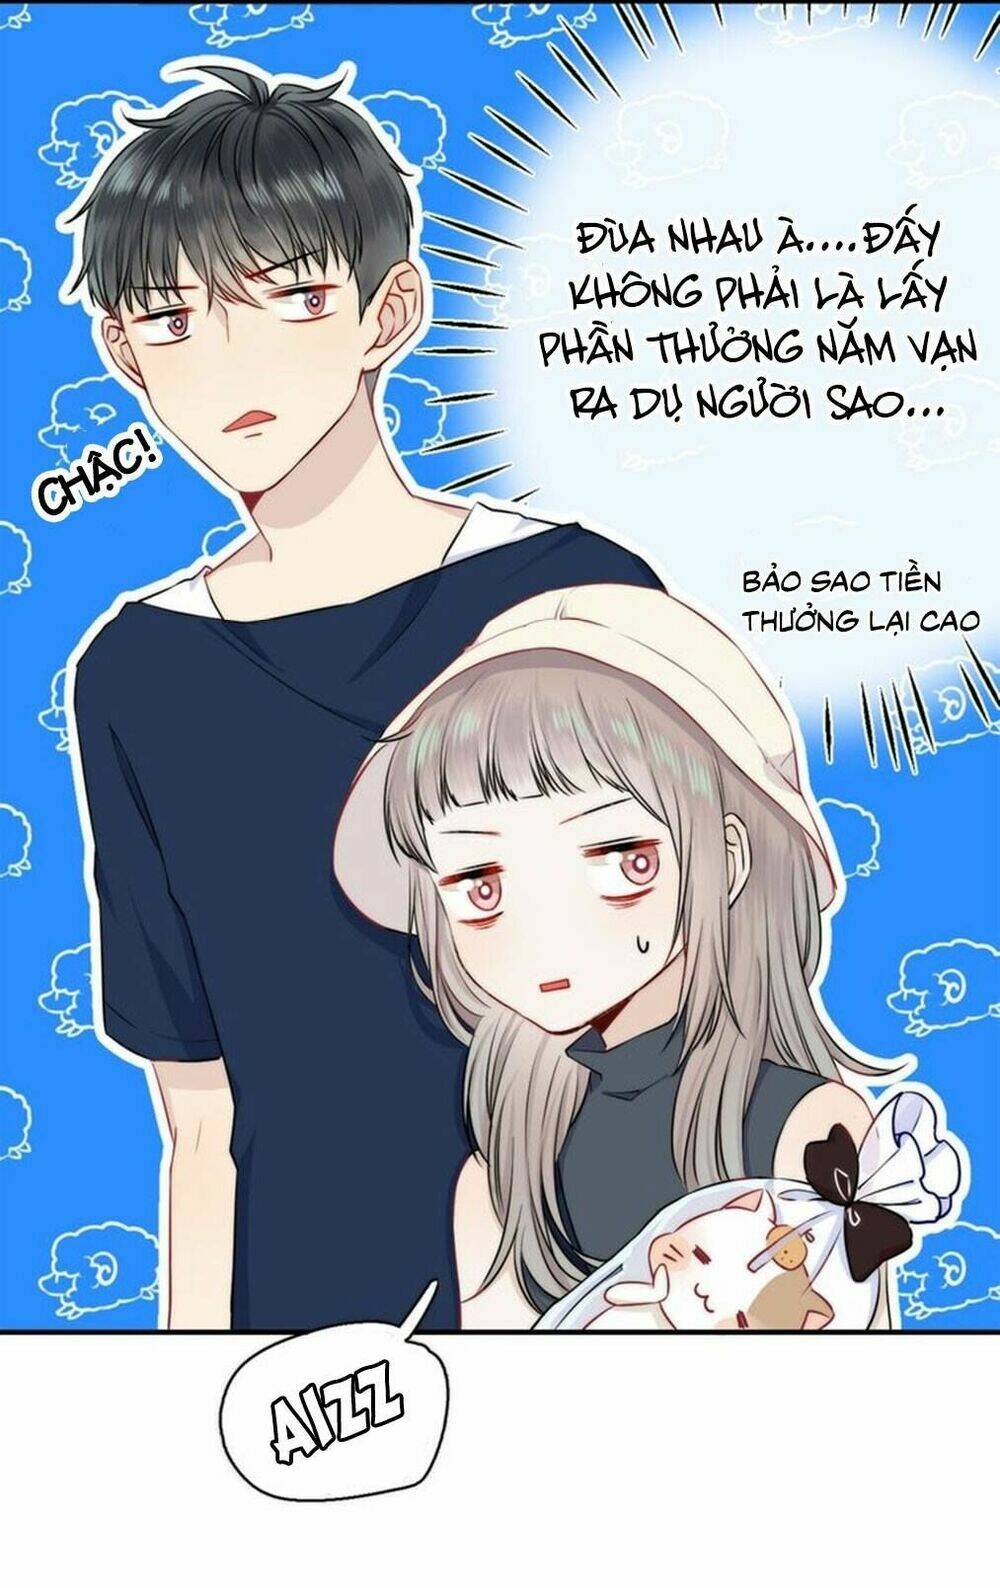 ĐÙA NHAU À....ĐẤY
KHÔNG PHẢI LÀ LẤY
PHẦN THƯỞNG NĂM VẠN
RA DỤ NGƯỜI SAO...
CHẬC!
BẢO SAO TIỀN
THƯỞNG LẠI CAO
AIZZ